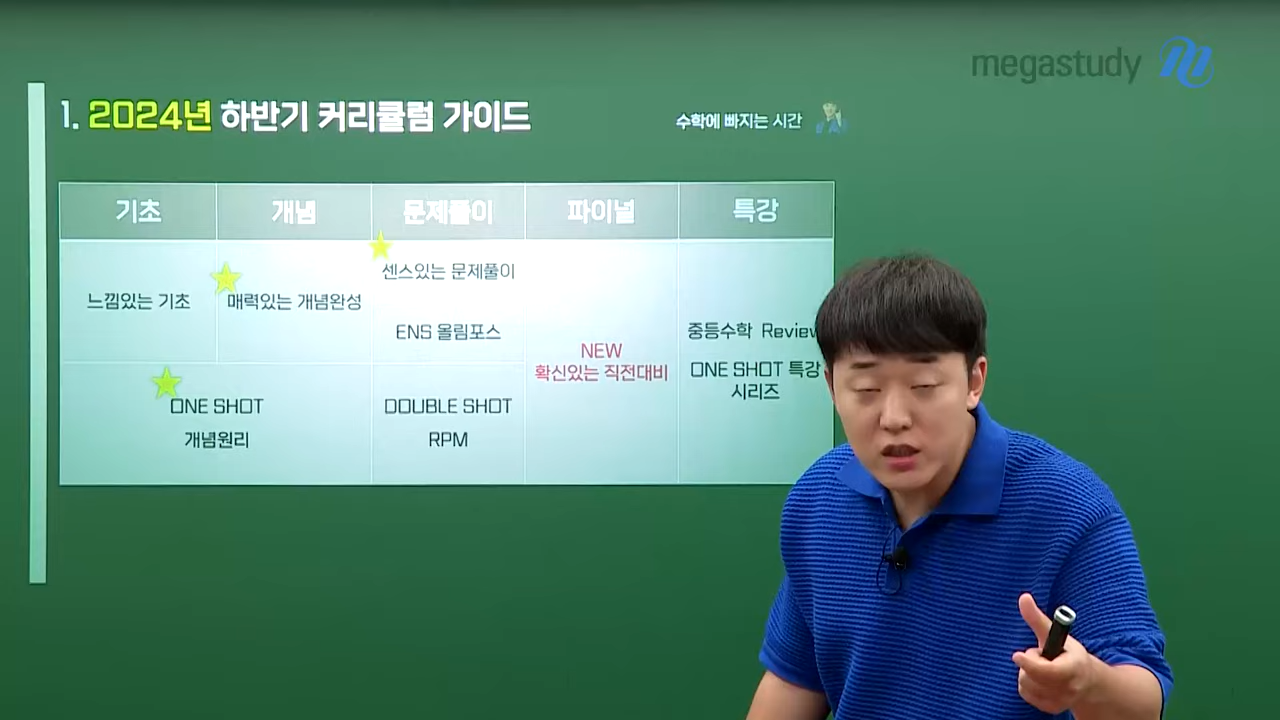 megastudy
1. 2024년 하반기 커리큘럼 가이드
수학에 빠지는 시간
기초
개념
문제풀이
파이널
특강
느낌있는 기초
매력있는 개념완성
센스있는 문제풀이
ENS 올림포스
ONE SHOT
개념원리
DOUBLE SHOT
RPM
NEW
확신있는 직전대비
중등수학 Review
ONE SHOT 특강
시리즈